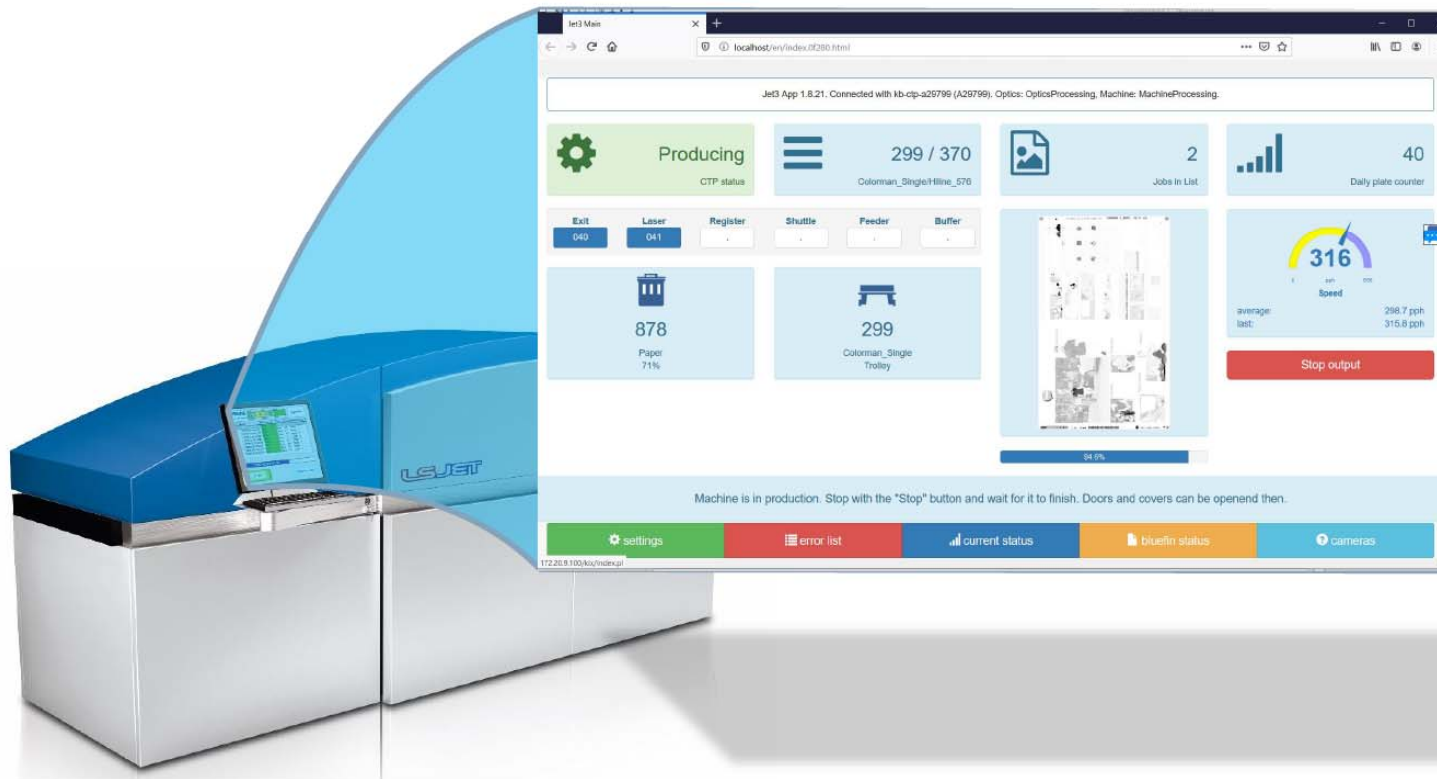 Jet3 Main
localhost/en/index.0f280.html
Jet3 App 1.8.21. Connected with kb-ctp-a29799 (A29799). Optics: OpticsProcessing, Machine: MachineProcessing.
Producing
CTP status
299 / 370
Colorman_Single/Hiline_576
2
Jobs in List
40
Daily plate counter
Exit Laser Register Shuttle Feeder Buffer
040 041 . . . .
878
Paper
71%
299
Colorman_Single
Trolley
84.6%
316
0 pph
Speed
average: 298.7 pph
last: 315.8 pph
Stop output
Machine is in production. Stop with the "Stop" button and wait for it to finish. Doors and covers can be openend then.
settings error list current status bluefin status cameras
172.20.9.100/kix/index.pl
LSJET